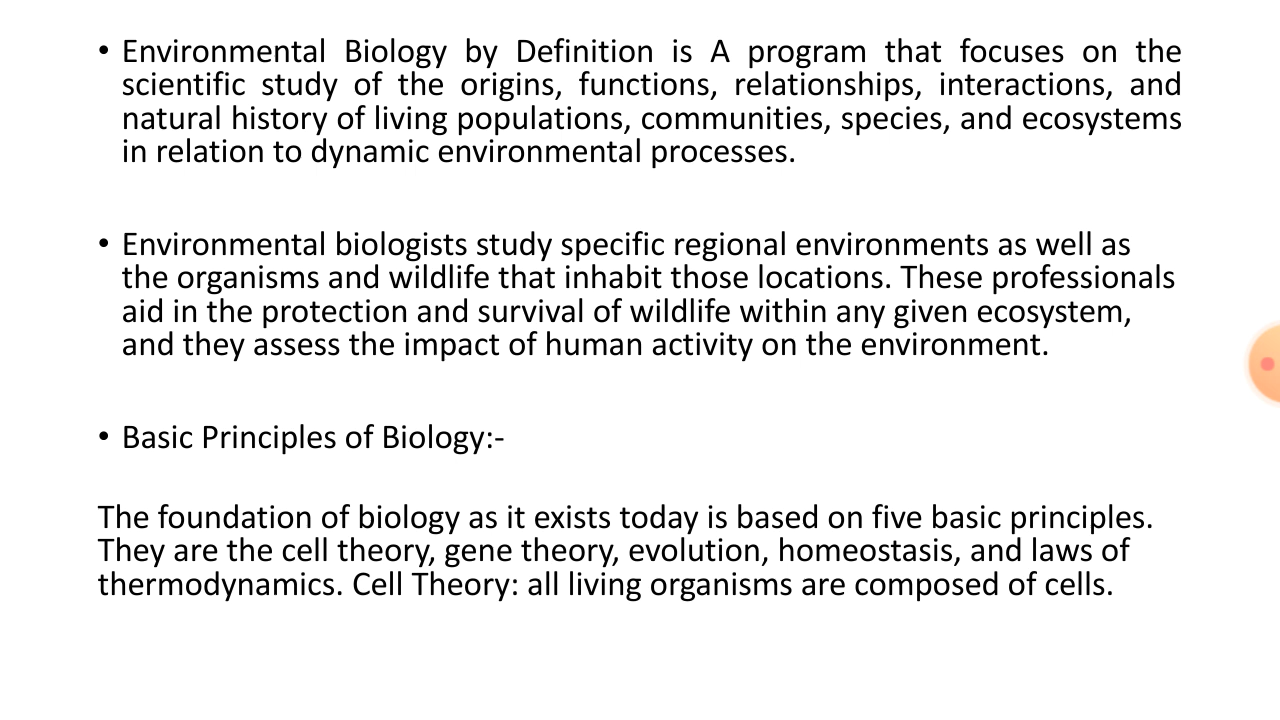 • Environmental Biology by Definition is A program that focuses on the
scientific study of the origins, functions, relationships, interactions, and
natural history of living populations, communities, species, and ecosystems
in relation to dynamic environmental processes.
• Environmental biologists study specific regional environments as well as
the organisms and wildlife that inhabit those locations. These professionals
aid in the protection and survival of wildlife within any given ecosystem,
and they assess the impact of human activity on the environment.
• Basic Principles of Biology:-
The foundation of biology as it exists today is based on five basic principles.
They are the cell theory, gene theory, evolution, homeostasis, and laws of
thermodynamics. Cell Theory: all living organisms are composed of cells.